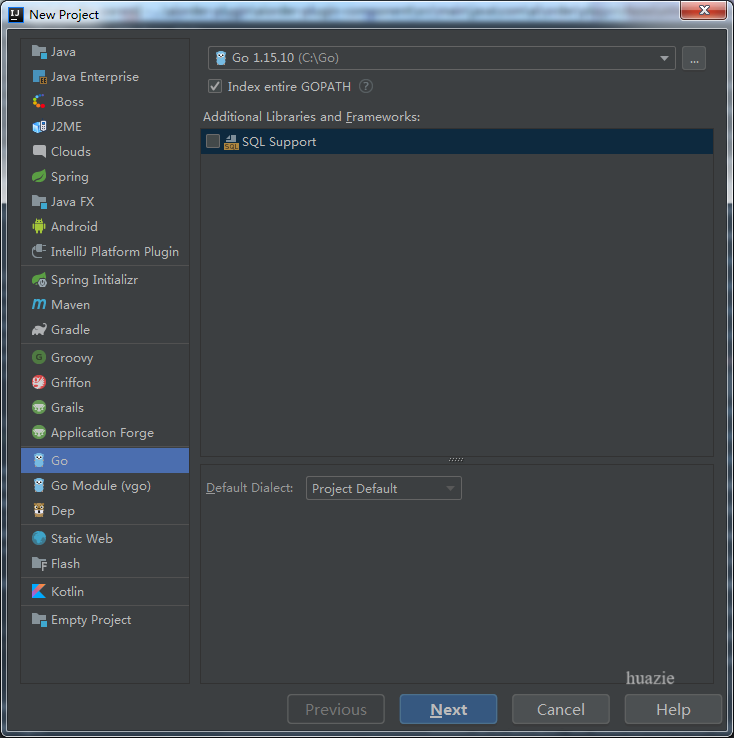 New Project
Java
Java Enterprise
JBoss
J2ME
Clouds
Spring
Java FX
Android
IntelliJ Platform Plugin
Spring Initializr
Maven
Gradle
Groovy
Griffon
Grails
Application Forge
Go
Go Module (vgo)
Dep
Static Web
Flash
Kotlin
Empty Project
Go 1.15.10 (C:\Go)
...
Index entire GOPATH ?
Additional Libraries and Frameworks:
SQL Support
Default Dialect: Project Default
huazie
Previous Next Cancel Help